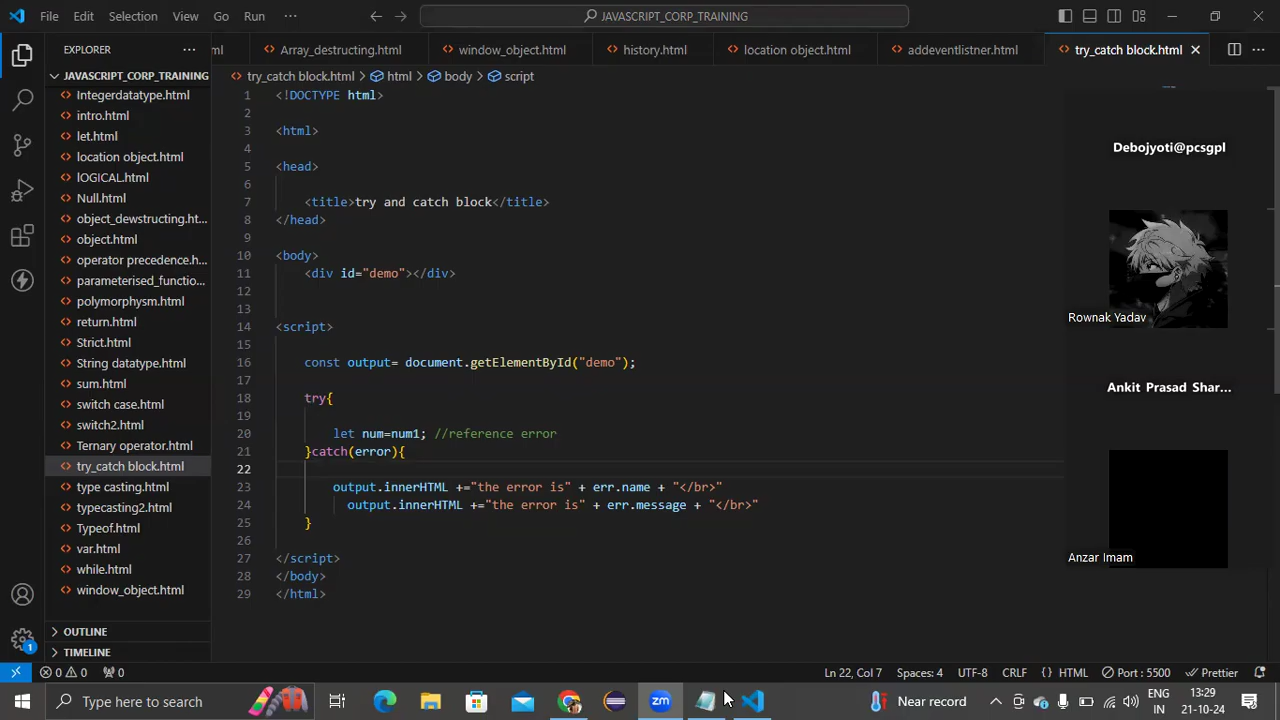 File Edit Selection View Go Run ··· JAVASCRIPT_CORP_TRAINING
EXPLORER ···
JAVASCRIPT_CORP_TRAINING
Integerdatatype.html
intro.html
let.html
location object.html
lOGICAL.html
Null.html
object_dewstructing.ht...
object.html
operator precedence.h...
parameterised_functio...
polymorphysm.html
return.html
Strict.html
String datatype.html
sum.html
switch case.html
switch2.html
Ternary operator.html
try_catch block.html
type casting.html
typecasting2.html
Typeof.html
var.html
while.html
window_object.html
OUTLINE
TIMELINE
ml Array_destructing.html window_object.html history.html location object.html addeventlistner.html try_catch block.html
try_catch block.html > html > body > script
1 <!DOCTYPE html>
2
3 <html>
4
5 <head>
6
7 <title>try and catch block</title>
8 </head>
9
10 <body>
11 <div id="demo"></div>
12
13
14 <script>
15
16 const output= document.getElementById("demo");
17
18 try{
19
20 let num=num1; //reference error
21 }catch(error){
22
23 output.innerHTML +="the error is" + err.name + "</br>"
24 output.innerHTML +="the error is" + err.message + "</br>"
25 }
26
27 </script>
28 </body>
29 </html>
Debojyoti@pcsgpl
Rownak Yadav
Ankit Prasad Shar...
Anzar Imam
1
0 0 0 Ln 22, Col 7 Spaces: 4 UTF-8 CRLF {} HTML Port : 5500 Prettier
Type here to search zm Near record ENG IN 13:29 21-10-24